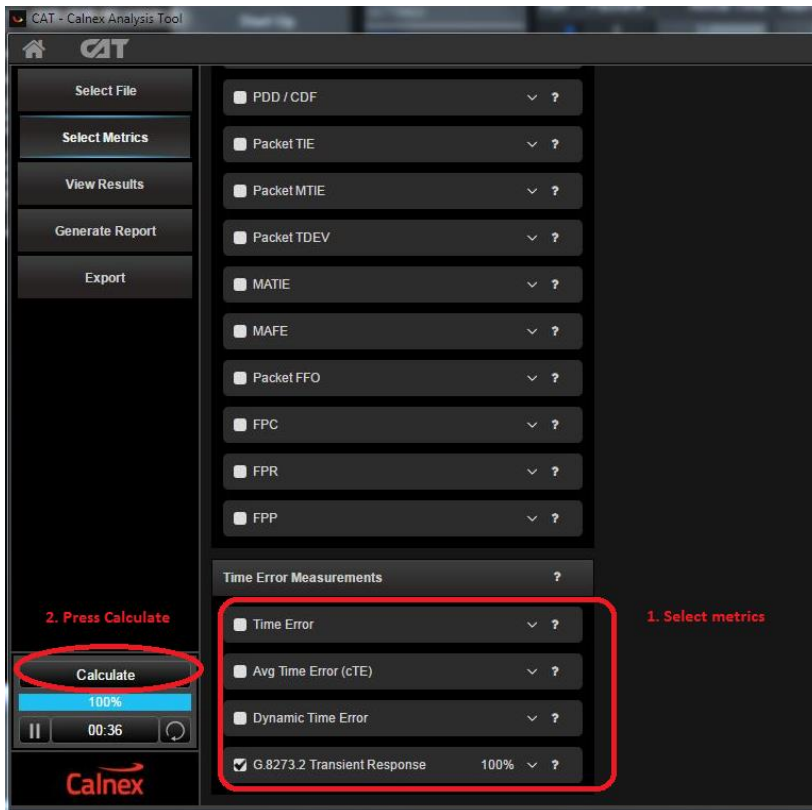 CAT - Calnex Analysis Tool
CAT
Select File
Select Metrics
View Results
Generate Report
Export
PDD / CDF ?
Packet TIE ?
Packet MTIE ?
Packet TDEV ?
MATIE ?
MAFE ?
Packet FFO ?
FPC ?
FPR ?
FPP ?
Time Error Measurements ?
Time Error ?
Avg Time Error (cTE) ?
Dynamic Time Error ?
G.8273.2 Transient Response 100% ?
1. Select metrics
2. Press Calculate
Calculate
100%
00:36
Calnex